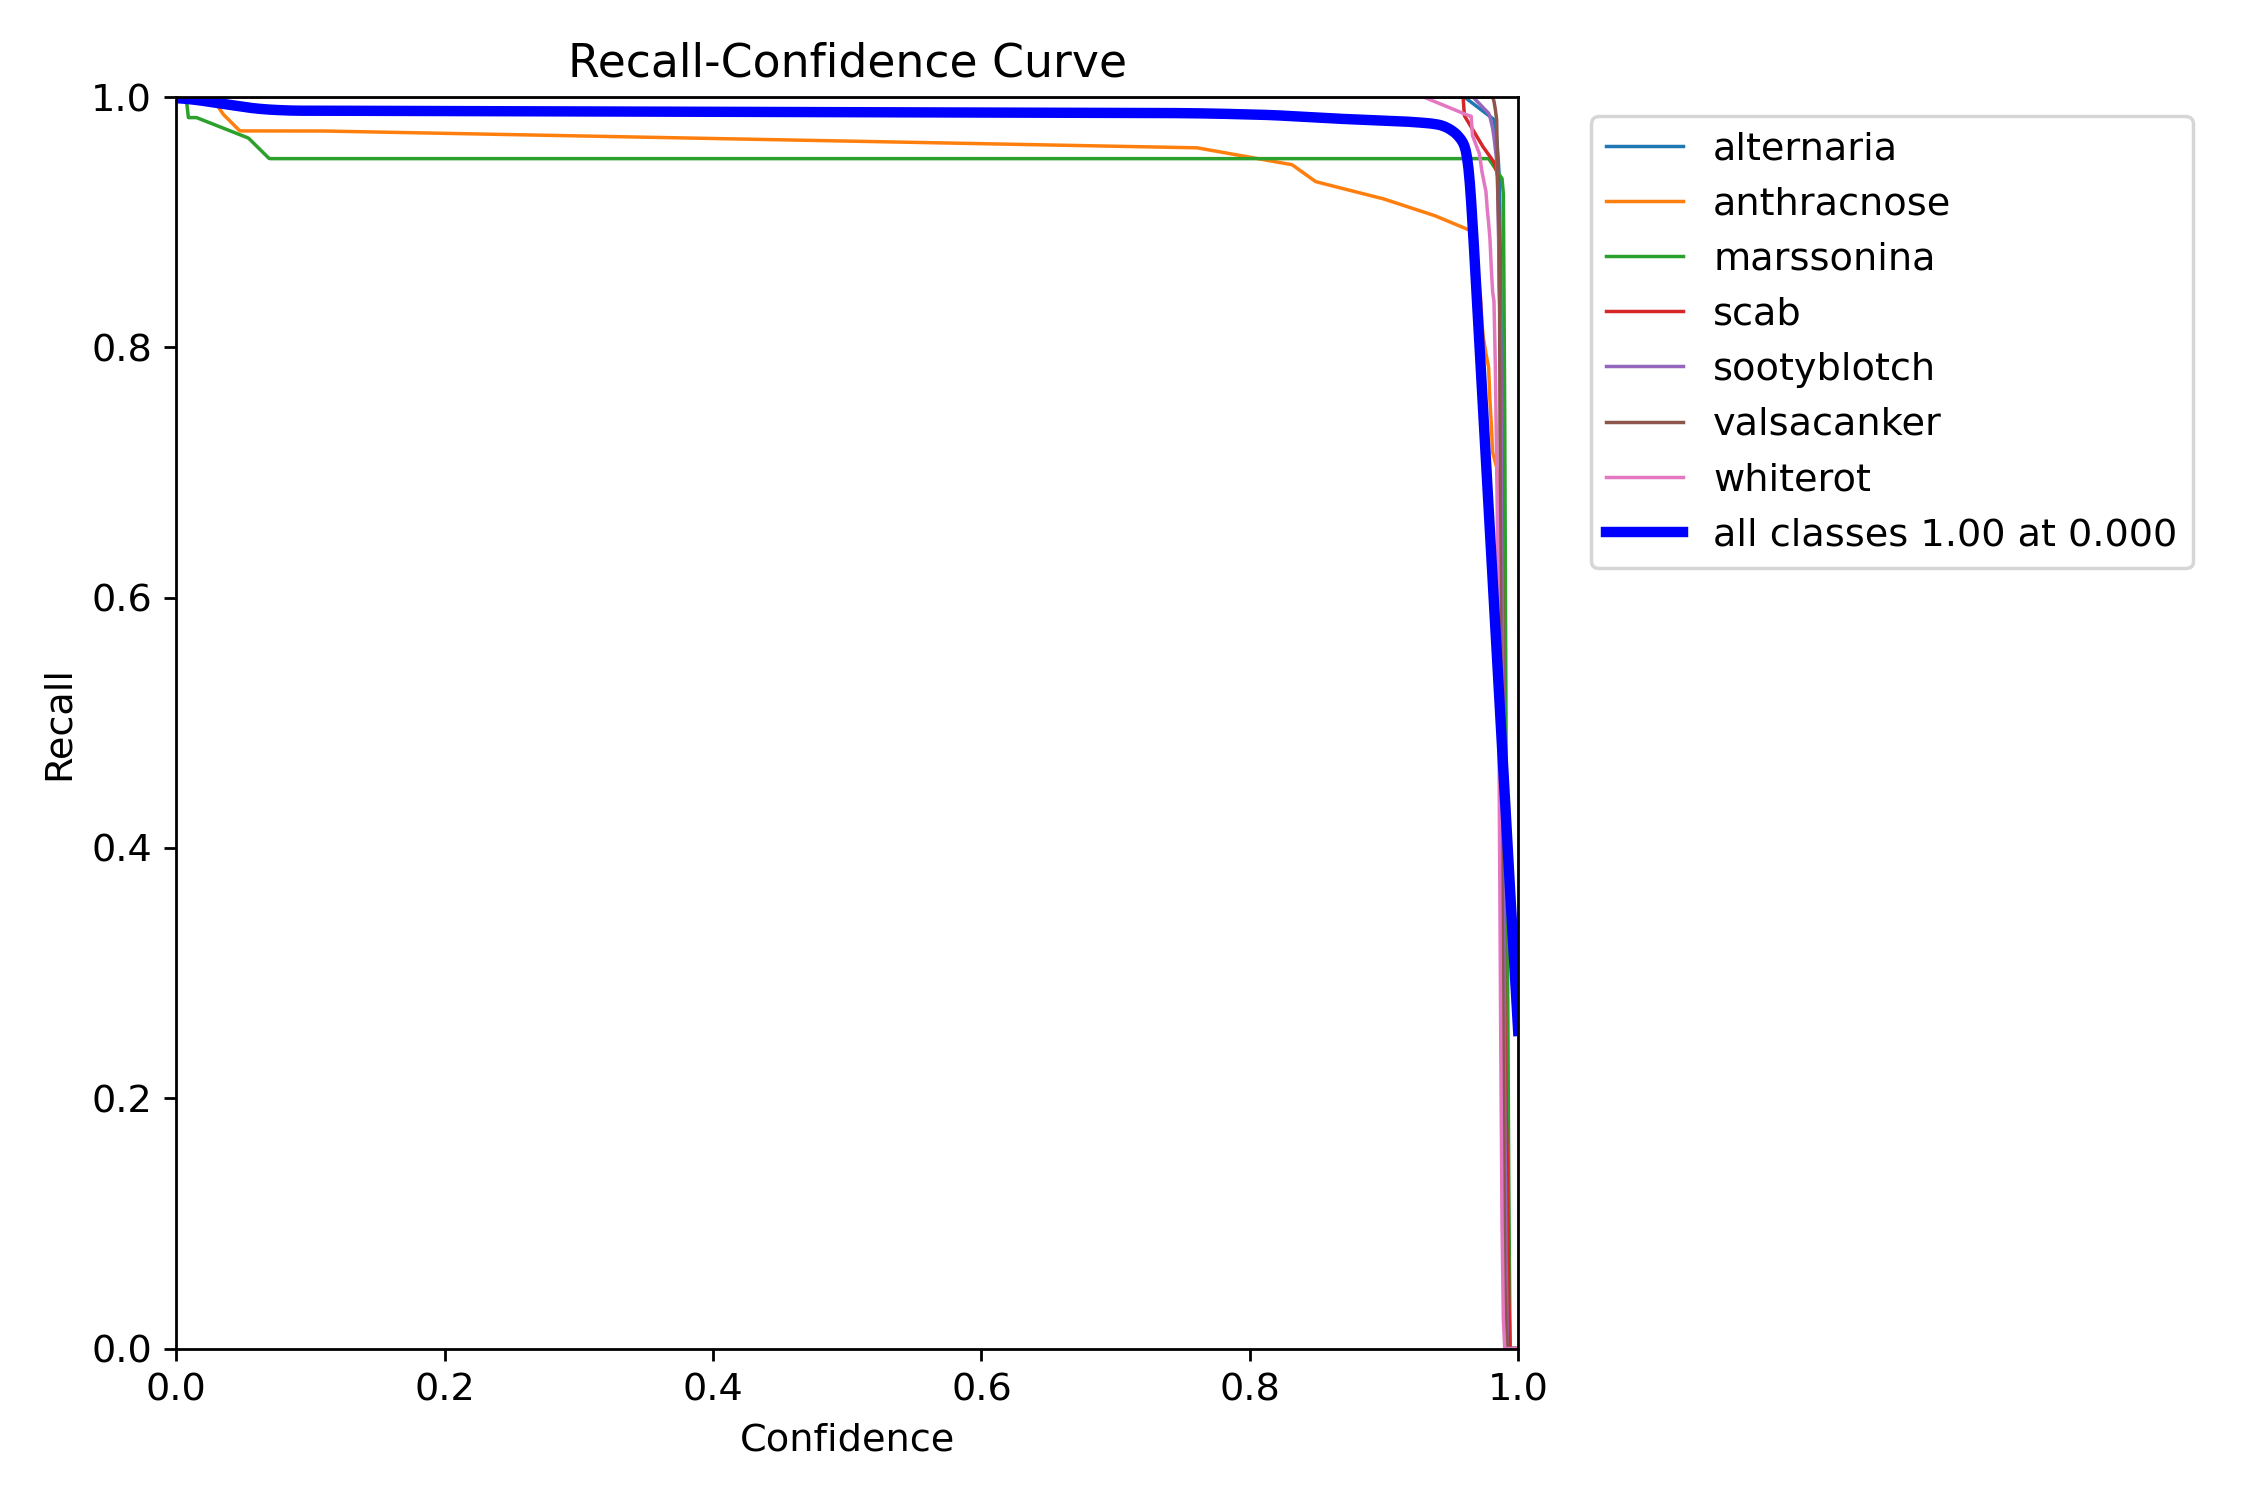 Recall-Confidence Curve
1.0
0.8
0.6
0.4
0.2
0.0
Recall
0.0 0.2 0.4 0.6 0.8 1.0
Confidence
alternaria
anthracnose
marssonina
scab
sootyblotch
valsacanker
whiterot
all classes 1.00 at 0.000